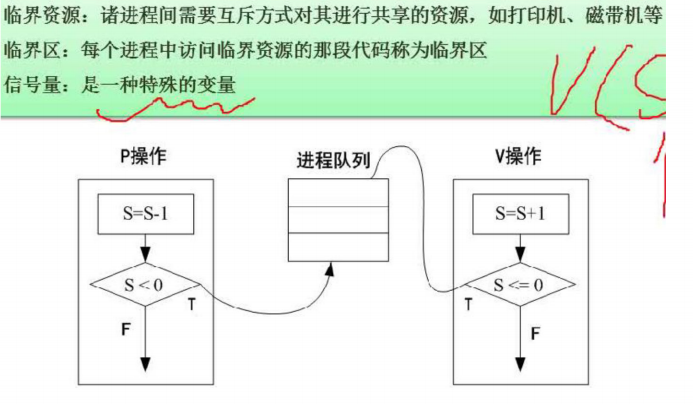 临界资源：诸进程间需要互斥方式对其进行共享的资源，如打印机、磁带机等
临界区：每个进程中访问临界资源的那段代码称为临界区
信号量：是一种特殊的变量
V(S
P操作
进程队列
V操作
S=S-1
S=S+1
S < 0
S <= 0
T
T
F
F